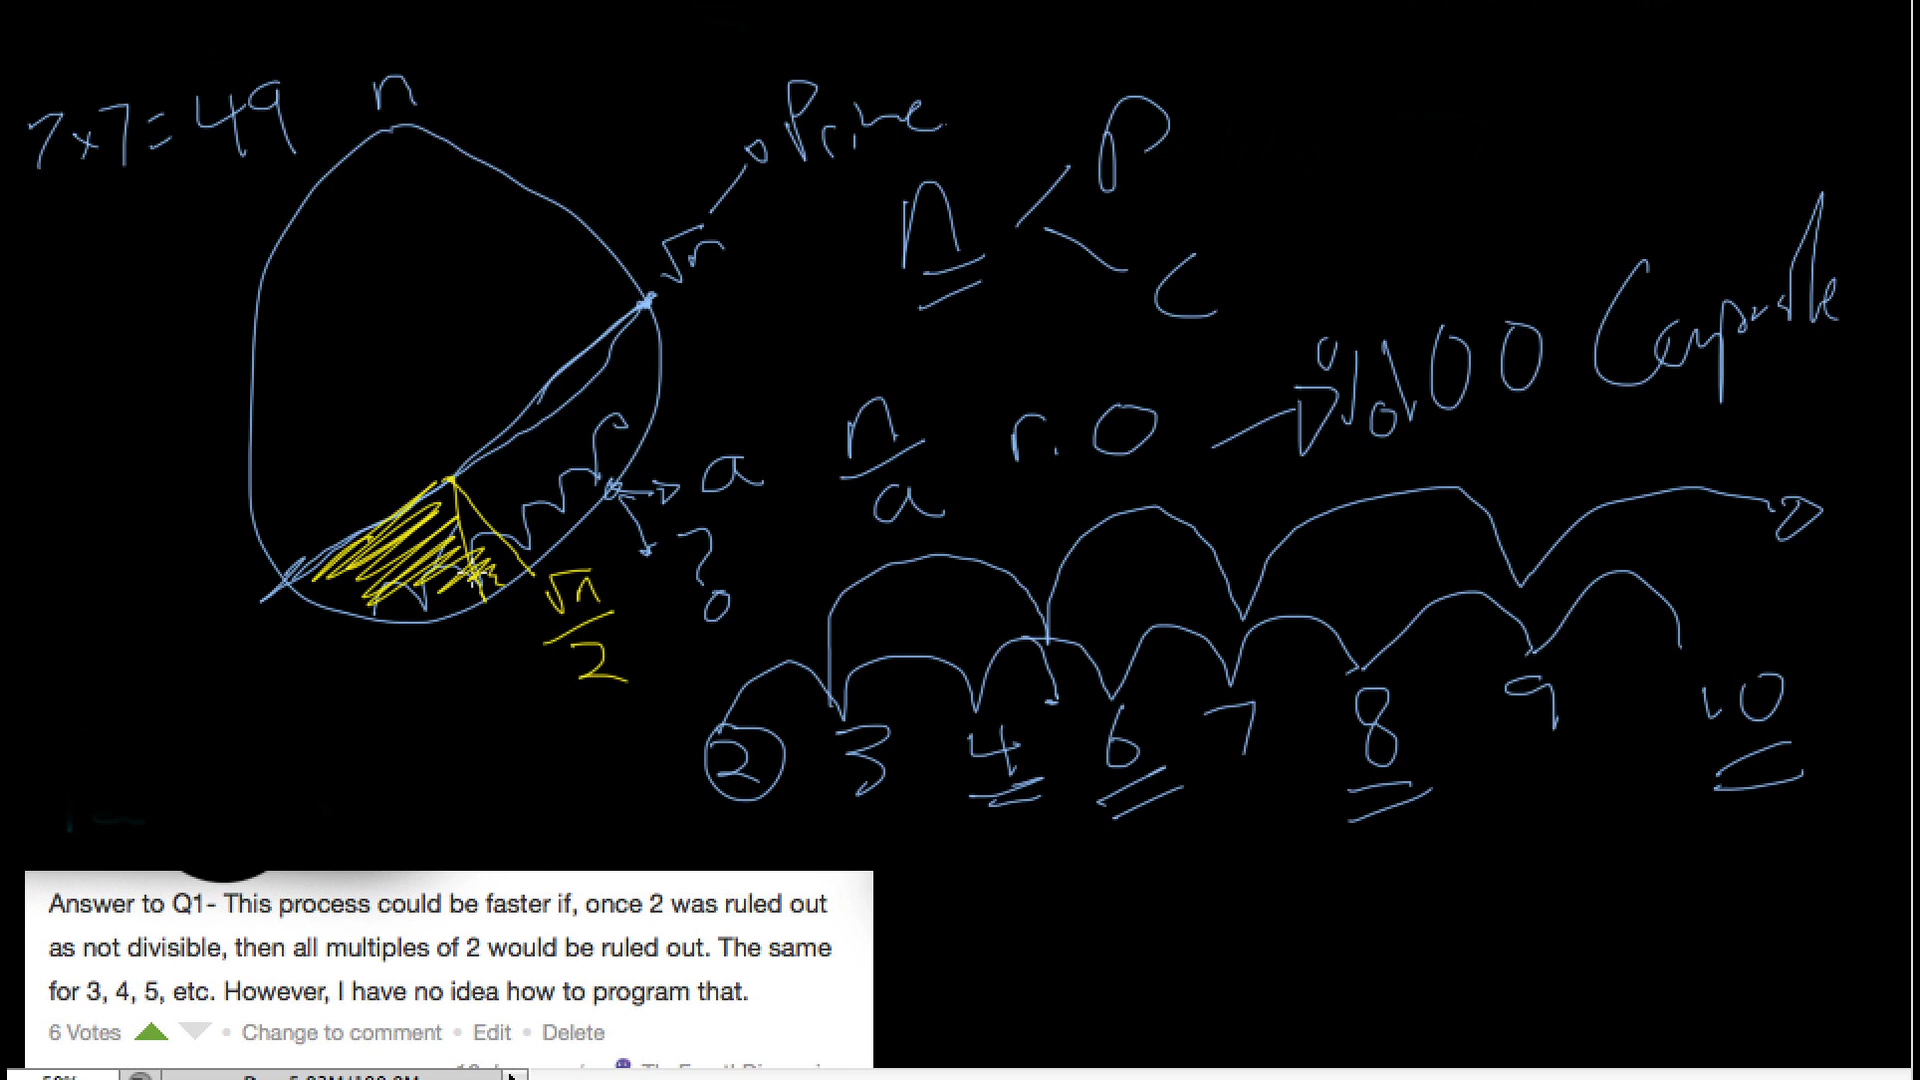 7x7=49
n
Prime
√n
n
P
C
a
n/a
r.
0
%100
Composite
?
√n/2
2 3 4 6 7 8 9 10
Answer to Q1- This process could be faster if, once 2 was ruled out
as not divisible, then all multiples of 2 would be ruled out. The same
for 3, 4, 5, etc. However, I have no idea how to program that.
6 Votes • Change to comment • Edit • Delete